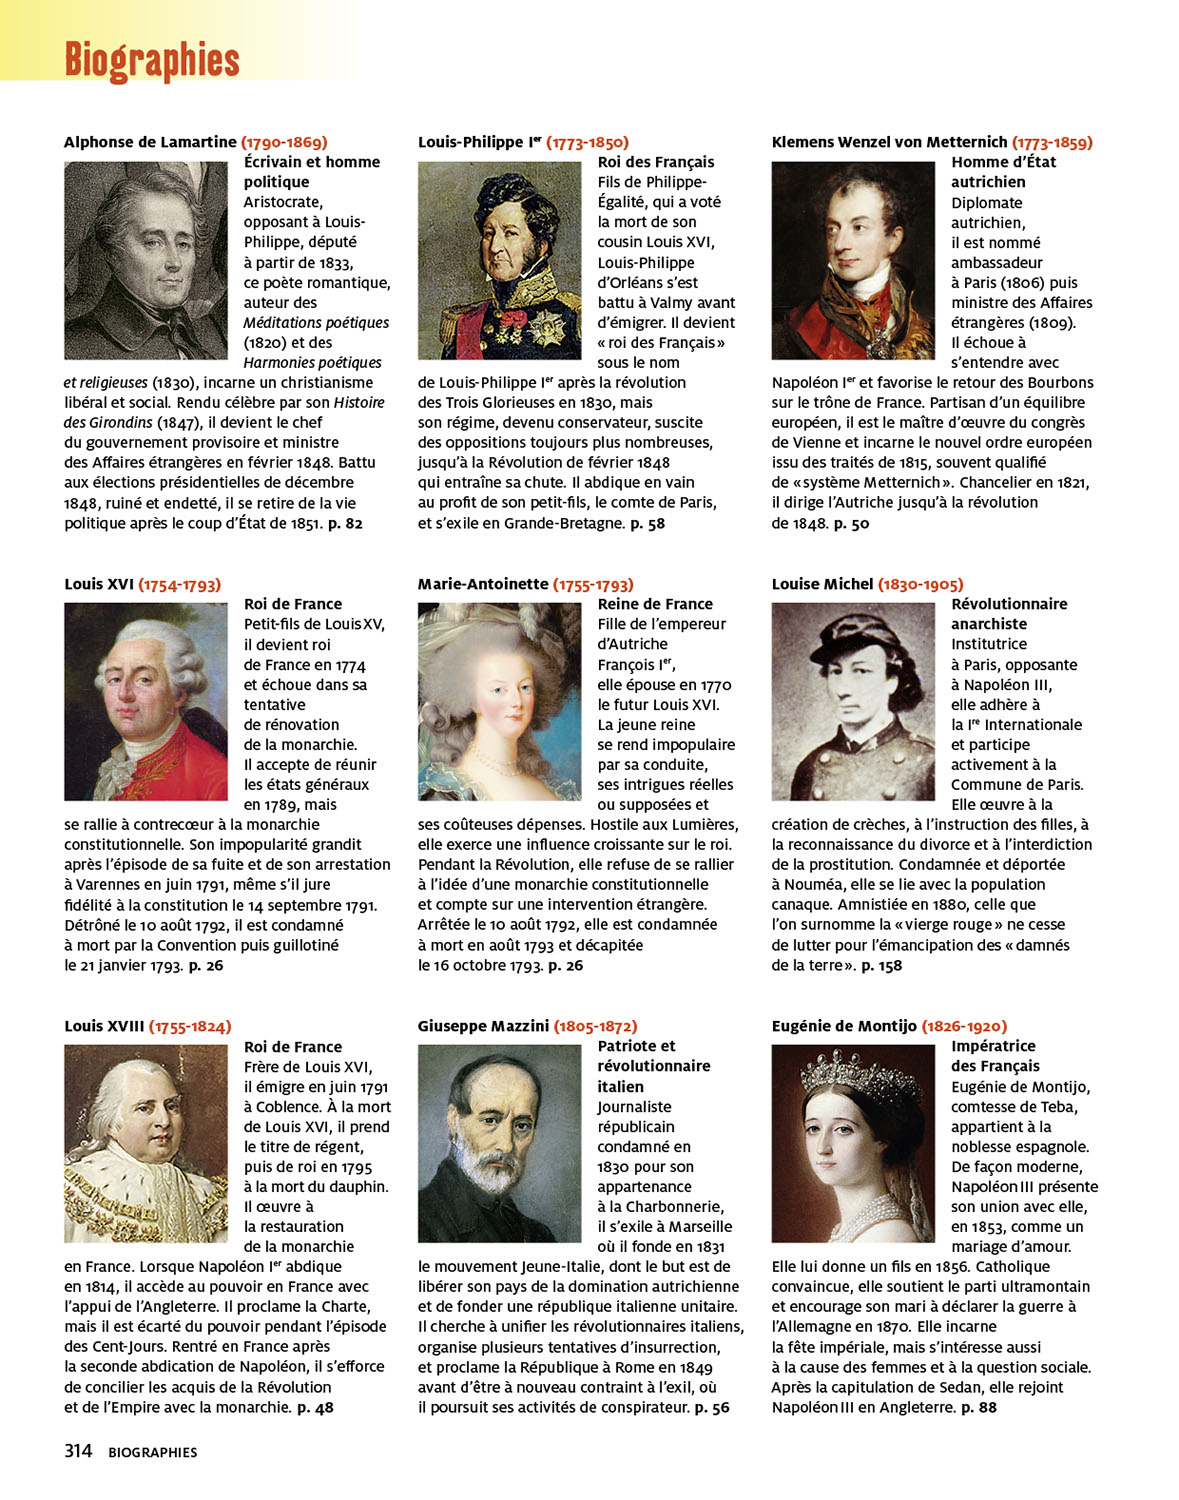 Biographies
Alphonse de Lamartine (1790-1869)
Écrivain et homme
politique
Aristocrate,
opposant à Louis-
Philippe, député
à partir de 1833,
ce poète romantique,
auteur des
Méditations poétiques
(1820) et des
Harmonies poétiques
et religieuses (1830), incarne un christianisme
libéral et social. Rendu célèbre par son Histoire
des Girondins (1847), il devient le chef
du gouvernement provisoire et ministre
des Affaires étrangères en février 1848. Battu
aux élections présidentielles de décembre
1848, ruiné et endetté, il se retire de la vie
politique après le coup d’État de 1851. p. 82
Louis-Philippe Ier (1773-1850)
Roi des Français
Fils de Philippe-
Égalité, qui a voté
la mort de son
cousin Louis XVI,
Louis-Philippe
d’Orléans s’est
battu à Valmy avant
d’émigrer. Il devient
« roi des Français »
sous le nom
de Louis-Philippe Ier après la révolution
des Trois Glorieuses en 1830, mais
son régime, devenu conservateur, suscite
des oppositions toujours plus nombreuses,
jusqu’à la Révolution de février 1848
qui entraîne sa chute. Il abdique en vain
au profit de son petit-fils, le comte de Paris,
et s’exile en Grande-Bretagne. p. 58
Klemens Wenzel von Metternich (1773-1859)
Homme d’État
autrichien
Diplomate
autrichien,
il est nommé
ambassadeur
à Paris (1806) puis
ministre des Affaires
étrangères (1809).
Il échoue à
s’entendre avec
Napoléon Ier et favorise le retour des Bourbons
sur le trône de France. Partisan d’un équilibre
européen, il est le maître d’œuvre du congrès
de Vienne et incarne le nouvel ordre européen
issu des traités de 1815, souvent qualifié
de « système Metternich ». Chancelier en 1821,
il dirige l’Autriche jusqu’à la révolution
de 1848. p. 50
Louis XVI (1754-1793)
Roi de France
Petit-fils de Louis XV,
il devient roi
de France en 1774
et échoue dans sa
tentative
de rénovation
de la monarchie.
Il accepte de réunir
les états généraux
en 1789, mais
se rallie à contrecœur à la monarchie
constitutionnelle. Son impopularité grandit
après l’épisode de sa fuite et de son arrestation
à Varennes en juin 1791, même s’il jure
fidélité à la constitution le 14 septembre 1791.
Détrôné le 10 août 1792, il est condamné
à mort par la Convention puis guillotiné
le 21 janvier 1793. p. 26
Marie-Antoinette (1755-1793)
Reine de France
Fille de l’empereur
d’Autriche
François Ier,
elle épouse en 1770
le futur Louis XVI.
La jeune reine
se rend impopulaire
par sa conduite,
ses intrigues réelles
ou supposées et
ses coûteuses dépenses. Hostile aux Lumières,
elle exerce une influence croissante sur le roi.
Pendant la Révolution, elle refuse de se rallier
à l’idée d’une monarchie constitutionnelle
et compte sur une intervention étrangère.
Arrêtée le 10 août 1792, elle est condamnée
à mort en août 1793 et décapitée
le 16 octobre 1793. p. 26
Louise Michel (1830-1905)
Révolutionnaire
anarchiste
Institutrice
à Paris, opposante
à Napoléon III,
elle adhère à
la Ire Internationale
et participe
activement à la
Commune de Paris.
Elle œuvre à la
création de crèches, à l’instruction des filles, à
la reconnaissance du divorce et à l’interdiction
de la prostitution. Condamnée et déportée
à Nouméa, elle se lie avec la population
canaque. Amnistiée en 1880, celle que
l’on surnomme la « vierge rouge » ne cesse
de lutter pour l’émancipation des « damnés
de la terre ». p. 158
Louis XVIII (1755-1824)
Roi de France
Frère de Louis XVI,
il émigre en juin 1791
à Coblence. À la mort
de Louis XVI, il prend
le titre de régent,
puis de roi en 1795
à la mort du dauphin.
Il œuvre à
la restauration
de la monarchie
en France. Lorsque Napoléon Ier abdique
en 1814, il accède au pouvoir en France avec
l’appui de l’Angleterre. Il proclame la Charte,
mais il est écarté du pouvoir pendant l’épisode
des Cent-Jours. Rentré en France après
la seconde abdication de Napoléon, il s’efforce
de concilier les acquis de la Révolution
et de l’Empire avec la monarchie. p. 48
Giuseppe Mazzini (1805-1872)
Patriote et
révolutionnaire
italien
Journaliste
républicain
condamné en
1830 pour son
appartenance
à la Charbonnerie,
il s’exile à Marseille
où il fonde en 1831
le mouvement Jeune-Italie, dont le but est de
libérer son pays de la domination autrichienne
et de fonder une république italienne unitaire.
Il cherche à unifier les révolutionnaires italiens,
organise plusieurs tentatives d’insurrection,
et proclame la République à Rome en 1849
avant d’être à nouveau contraint à l’exil, où
il poursuit ses activités de conspirateur. p. 56
Eugénie de Montijo (1826-1920)
Impératrice
des Français
Eugénie de Montijo,
comtesse de Teba,
appartient à la
noblesse espagnole.
De façon moderne,
Napoléon III présente
son union avec elle,
en 1853, comme un
mariage d’amour.
Elle lui donne un fils en 1856. Catholique
convaincue, elle soutient le parti ultramontain
et encourage son mari à déclarer la guerre à
l’Allemagne en 1870. Elle incarne
la fête impériale, mais s’intéresse aussi
à la cause des femmes et à la question sociale.
Après la capitulation de Sedan, elle rejoint
Napoléon III en Angleterre. p. 88
314 BIOGRAPHIES